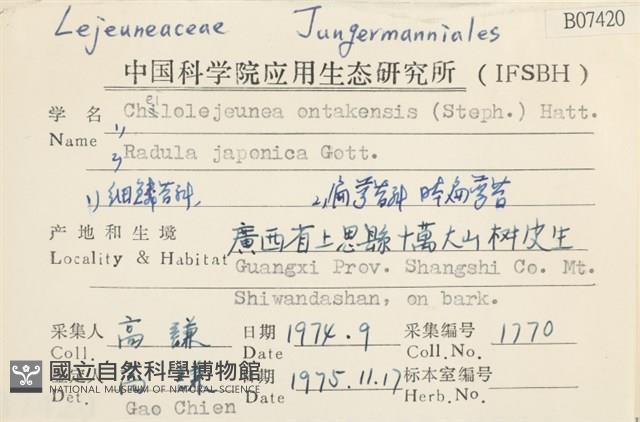 Lejeuneaceae Jungermanniales
B07420
中国科学院应用生态研究所 (IFSBH)
学名 Cheilolejeunea ontakensis (Steph.) Hatt.
Name 1)
2) Radula japonica Gott.
1) 细鳞苔科 2) 扁萼苔科
产地和生境 廣西省上思縣十萬大山树皮生
Locality & Habitat Guangxi Prov. Shangshi Co. Mt.
Shiwandashan, on bark.
采集人 高謙 日期 1974.9 采集编号 1770
Coll. Date Coll.No.
國立自然科學博物館
NATIONAL MUSEUM OF NATURAL SCIENCE
日期 1975.11.17 标本室编号
Det. Gao Chien Date Herb.No.